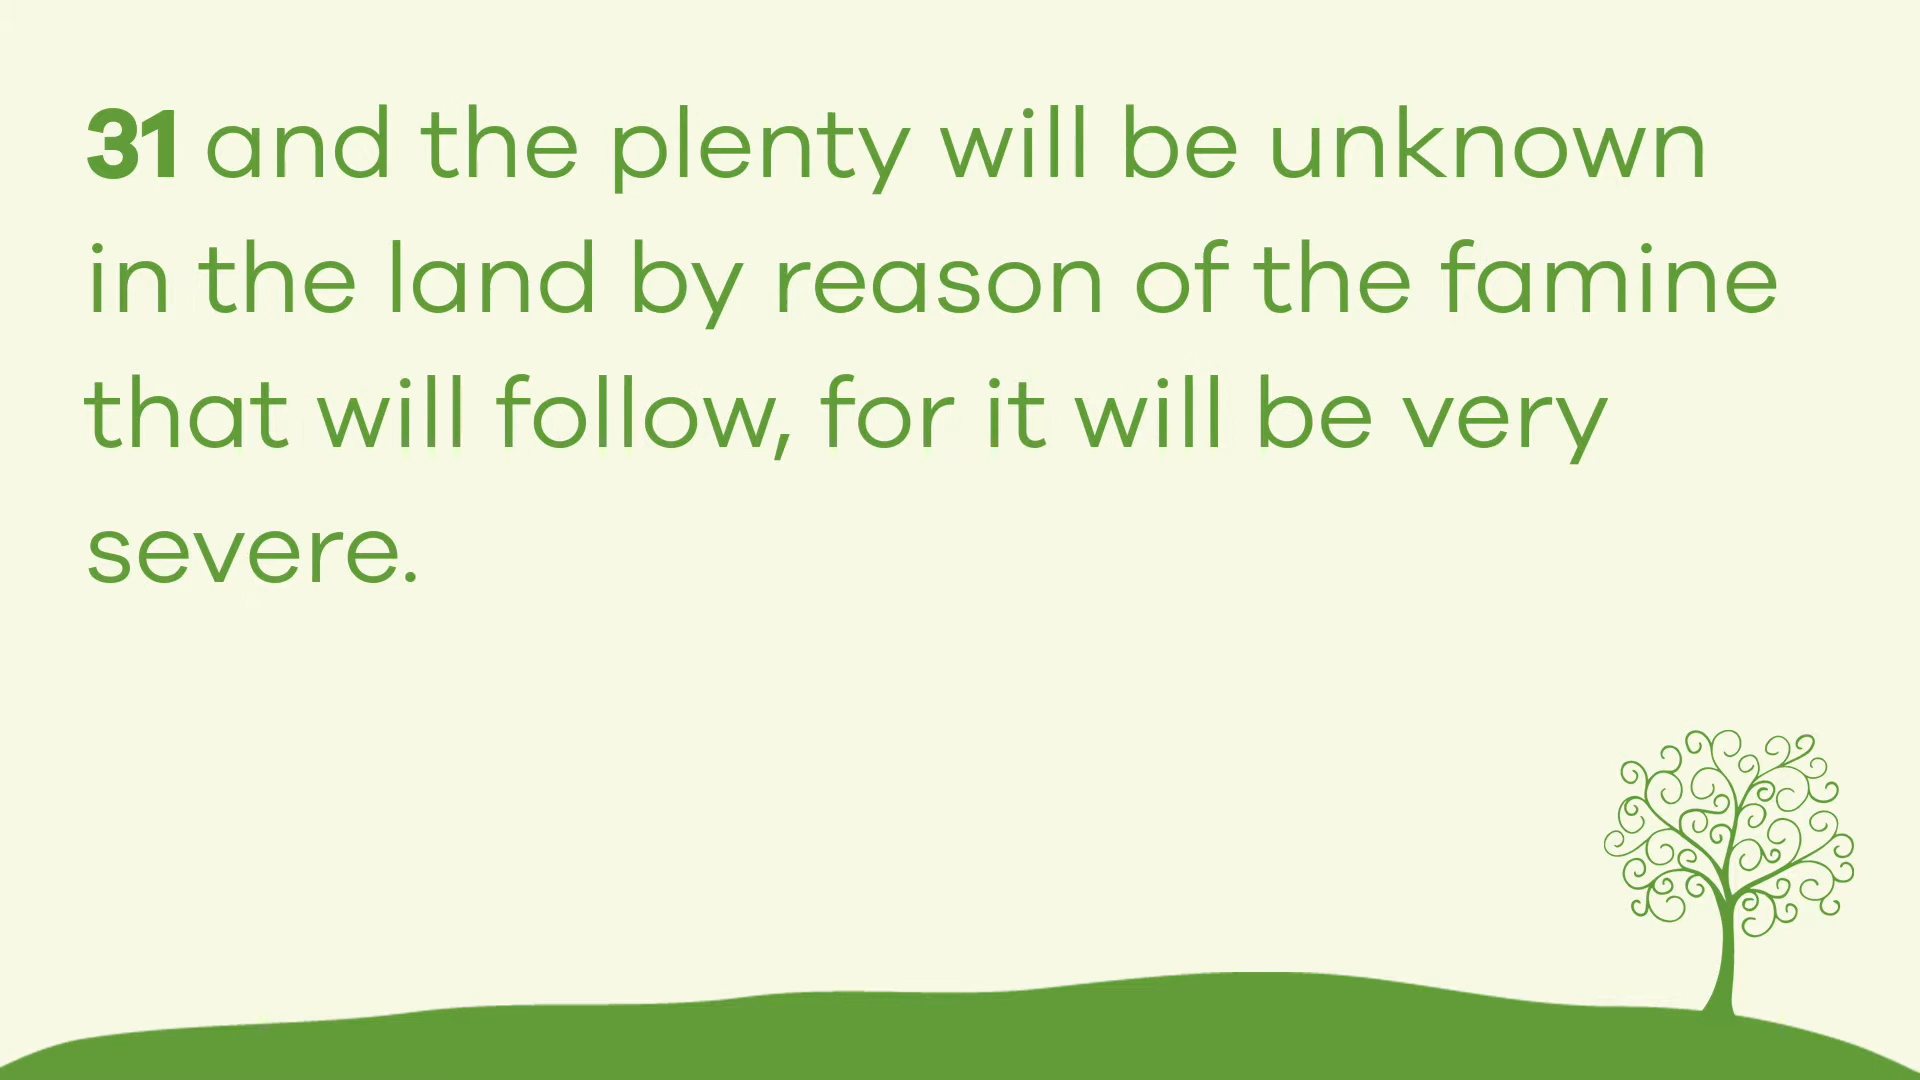 31 and the plenty will be unknown
in the land by reason of the famine
that will follow, for it will be very
severe.